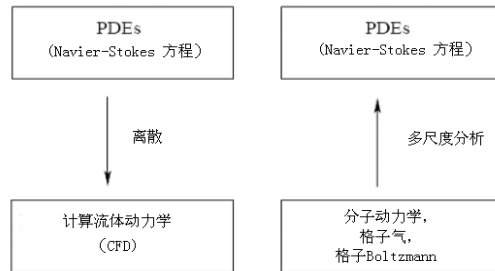 PDEs
（Navier-Stokes 方程）
PDEs
（Navier-Stokes 方程）
离散
多尺度分析
计算流体动力学
（CFD）
分子动力学，
格子气，
格子Boltzmann